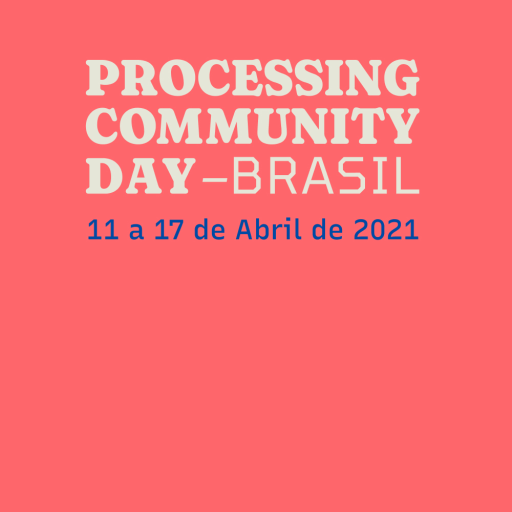 PROCESSING
COMMUNITY
DAY –BRASIL
11 a 17 de Abril de 2021